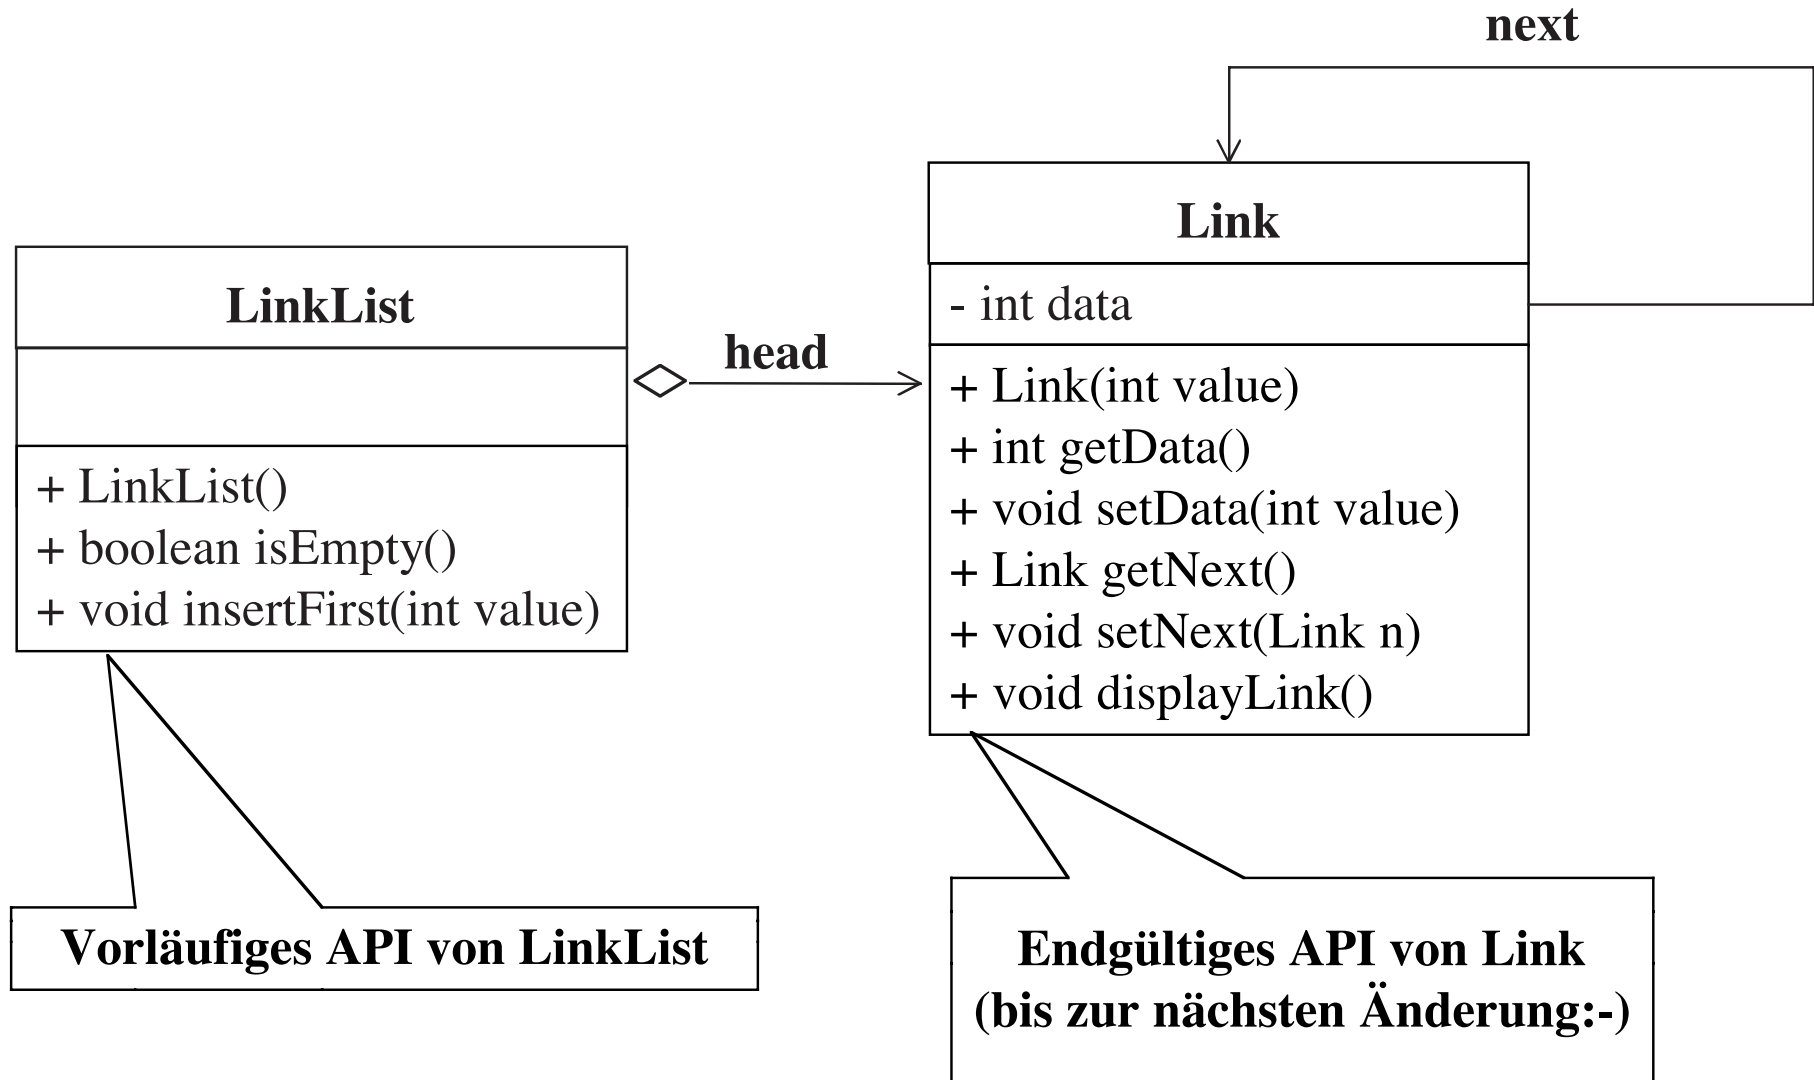 next
Link
- int data
+ Link(int value)
+ int getData()
+ void setData(int value)
+ Link getNext()
+ void setNext(Link n)
+ void displayLink()
LinkList
+ LinkList()
+ boolean isEmpty()
+ void insertFirst(int value)
head
Vorläufiges API von LinkList
Endgültiges API von Link
(bis zur nächsten Änderung:-)